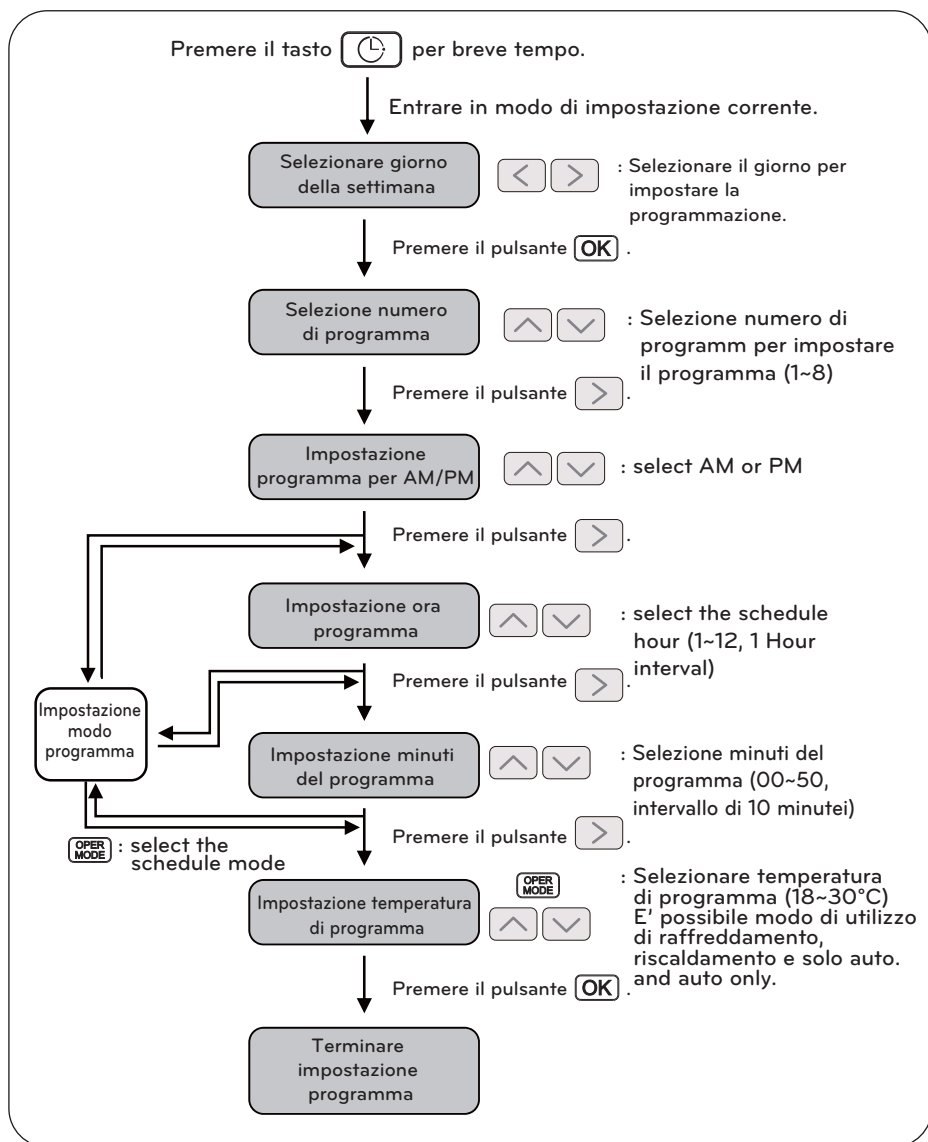 Premere il tasto per breve tempo.
Entrare in modo di impostazione corrente.
Selezionare giorno
della settimana
: Selezionare il giorno per
impostare la
programmazione.
Premere il pulsante OK .
Selezione numero
di programma
: Selezione numero di
programm per impostare
il programma (1~8)
Premere il pulsante > .
Impostazione
programma per AM/PM
: select AM or PM
Premere il pulsante > .
Impostazione ora
programma
: select the schedule
hour (1~12, 1 Hour
interval)
Premere il pulsante > .
Impostazione
modo
programma
Impostazione minuti
del programma
: Selezione minuti del
programma (00~50,
intervallo di 10 minutei)
Premere il pulsante > .
OPER
MODE : select the
schedule mode
Impostazione temperatura
di programma
OPER
MODE
: Selezionare temperatura
di programma (18~30°C)
E' possibile modo di utilizzo
di raffreddamento,
riscaldamento e solo auto.
and auto only.
Premere il pulsante OK .
Terminare
impostazione
programma